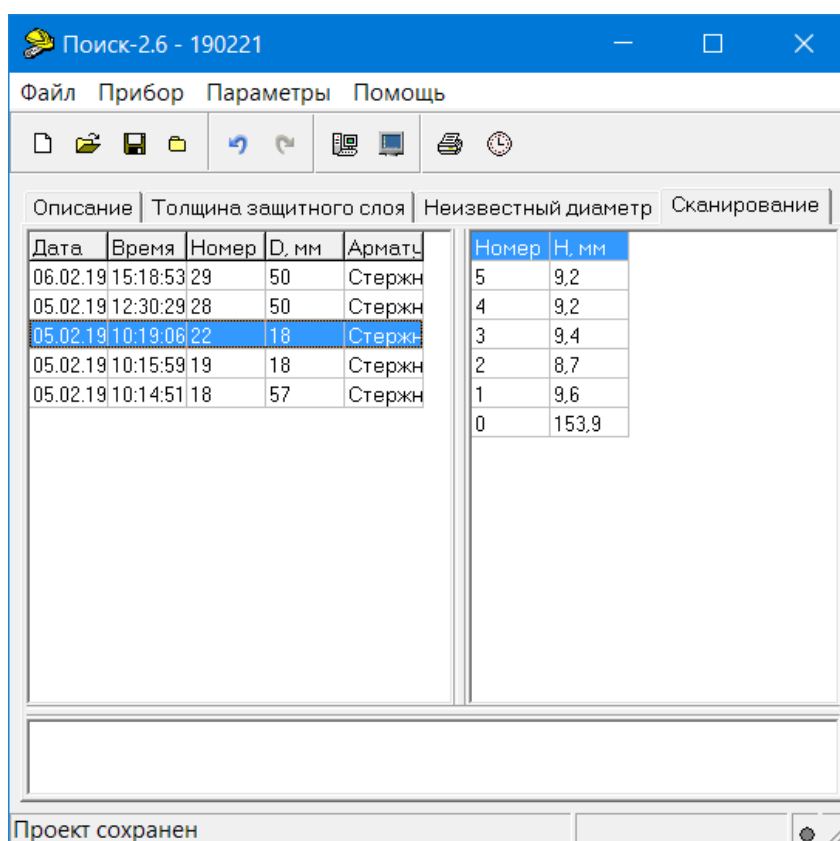 Поиск-2.6 - 190221
Файл Прибор Параметры Помощь
Описание Толщина защитного слоя Неизвестный диаметр Сканирование
Дата Время Номер D, мм Армату
06.02.19 15:18:53 29 50 Стержн
05.02.19 12:30:29 28 50 Стержн
05.02.19 10:19:06 22 18 Стержн
05.02.19 10:15:59 19 18 Стержн
05.02.19 10:14:51 18 57 Стержн
Номер H, мм
5 9,2
4 9,2
3 9,4
2 8,7
1 9,6
0 153,9
Проект сохранен